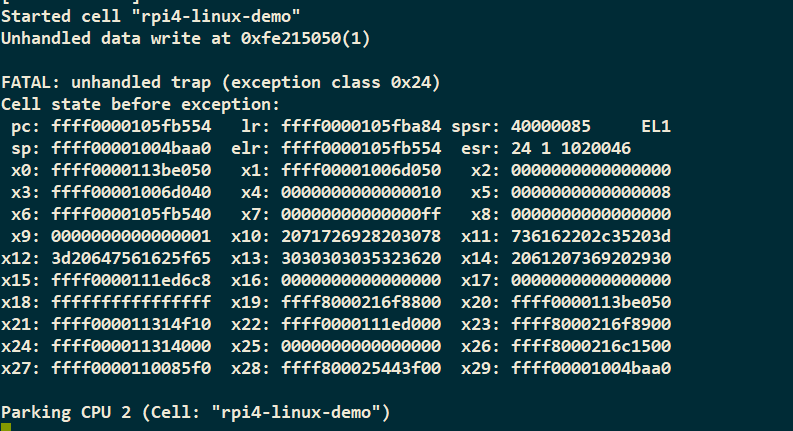 Started cell "rpi4-linux-demo"
Unhandled data write at 0xfe215050(1)
FATAL: unhandled trap (exception class 0x24)
Cell state before exception:
pc: ffff0000105fb554 lr: ffff0000105fba84 spsr: 40000085 EL1
sp: ffff00001004baa0 elr: ffff0000105fb554 esr: 24 1 1020046
x0: ffff0000113be050 x1: ffff00001006d050 x2: 0000000000000000
x3: ffff00001006d040 x4: 0000000000000010 x5: 0000000000000008
x6: ffff0000105fb540 x7: 00000000000000ff x8: 0000000000000000
x9: 0000000000000001 x10: 2071726928203078 x11: 736162202c35203d
x12: 3d20647561625f65 x13: 3030303035323620 x14: 2061207369202930
x15: ffff0000111ed6c8 x16: 0000000000000000 x17: 0000000000000000
x18: ffffffffffffffff x19: ffff8000216f8800 x20: ffff0000113be050
x21: ffff000011314f10 x22: ffff0000111ed000 x23: ffff8000216f8900
x24: ffff000011314000 x25: 0000000000000000 x26: ffff8000216c1500
x27: ffff0000110085f0 x28: ffff800025443f00 x29: ffff00001004baa0
Parking CPU 2 (Cell: "rpi4-linux-demo")